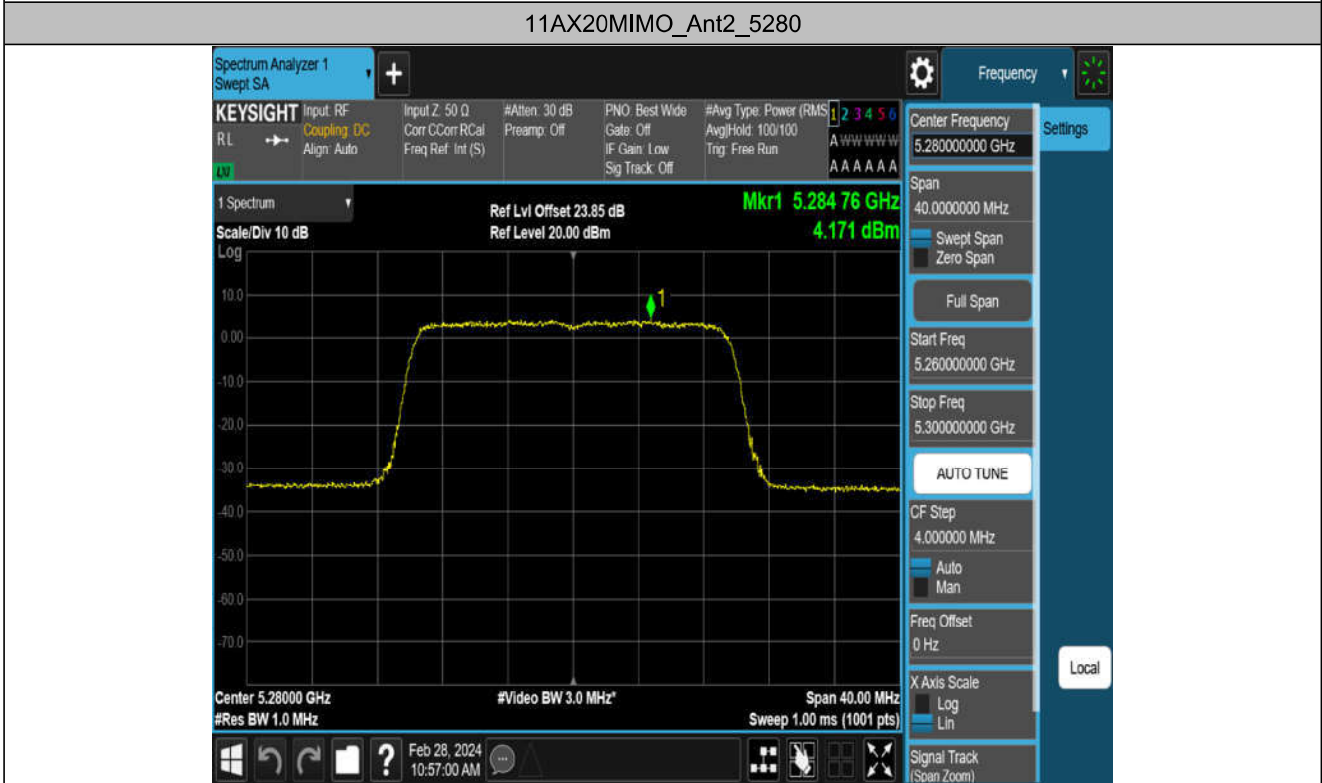 11AX20MIMO_Ant2_5280
Spectrum Analyzer 1
Swept SA
+
Frequency
KEYSIGHT
RL
LXI
Input: RF
Coupling: DC
Align: Auto
Input Z: 50 Ω
Corr CCorr RCal
Freq Ref: Int (S)
#Atten: 30 dB
Preamp: Off
PNO: Best Wide
Gate: Off
IF Gain: Low
Sig Track: Off
#Avg Type: Power (RMS
Avg|Hold: 100/100
Trig: Free Run
1 2 3 4 5 6
A W W W W W
A A A A A A
1 Spectrum
Scale/Div 10 dB
Log
Ref Lvl Offset 23.85 dB
Ref Level 20.00 dBm
Mkr1 5.284 76 GHz
4.171 dBm
1
10.0
0.00
-10.0
-20.0
-30.0
-40.0
-50.0
-60.0
-70.0
Center 5.28000 GHz
#Res BW 1.0 MHz
#Video BW 3.0 MHz*
Span 40.00 MHz
Sweep 1.00 ms (1001 pts)
?
Feb 28, 2024
10:57:00 AM
Center Frequency
5.280000000 GHz
Settings
Span
40.0000000 MHz
Swept Span
Zero Span
Full Span
Start Freq
5.260000000 GHz
Stop Freq
5.300000000 GHz
AUTO TUNE
CF Step
4.000000 MHz
Auto
Man
Freq Offset
0 Hz
X Axis Scale
Log
Lin
Local
Signal Track
(Span Zoom)